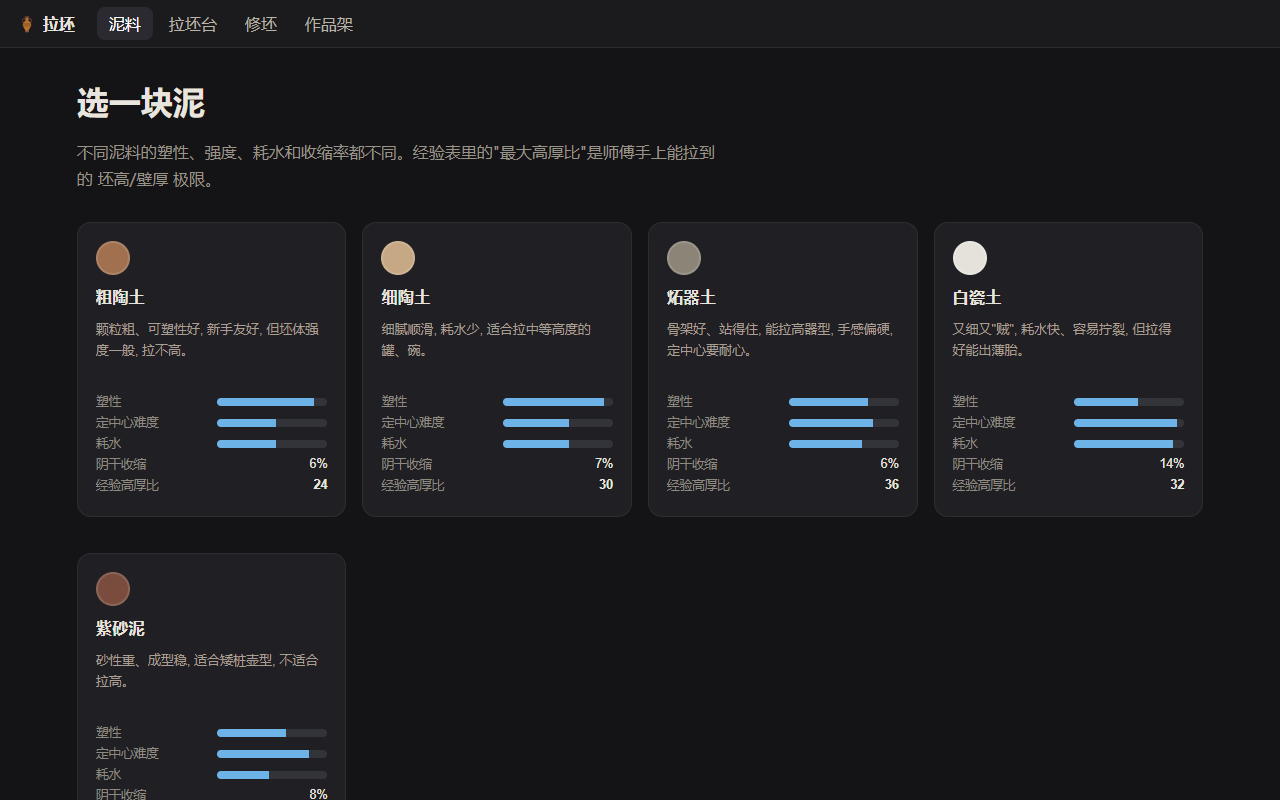 拉坯 泥料 拉坯台 修坯 作品架
选一块泥
不同泥料的塑性、强度、耗水和收缩率都不同。经验表里的"最大高厚比"是师傅手上能拉到
的 坯高/壁厚 极限。
粗陶土
颗粒粗、可塑性好, 新手友好, 但坯体强
度一般, 拉不高。
塑性
定中心难度
耗水
阴干收缩 6%
经验高厚比 24
细陶土
细腻顺滑, 耗水少, 适合拉中等高度的
罐、碗。
塑性
定中心难度
耗水
阴干收缩 7%
经验高厚比 30
炻器土
骨架好、站得住, 能拉高器型, 手感偏硬,
定中心要耐心。
塑性
定中心难度
耗水
阴干收缩 6%
经验高厚比 36
白瓷土
又细又"贼", 耗水快、容易拧裂, 但拉得
好能出薄胎。
塑性
定中心难度
耗水
阴干收缩 14%
经验高厚比 32
紫砂泥
砂性重、成型稳, 适合矮桩壶型, 不适合
拉高。
塑性
定中心难度
耗水
阴干收缩 8%